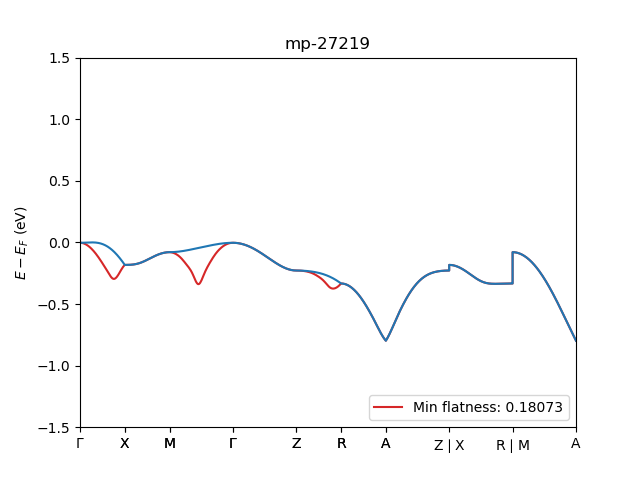 mp-27219
E − E_F (eV)
1.5
1.0
0.5
0.0
−0.5
−1.0
−1.5
Min flatness: 0.18073
Γ X M Γ Z R A Z | X R | M A